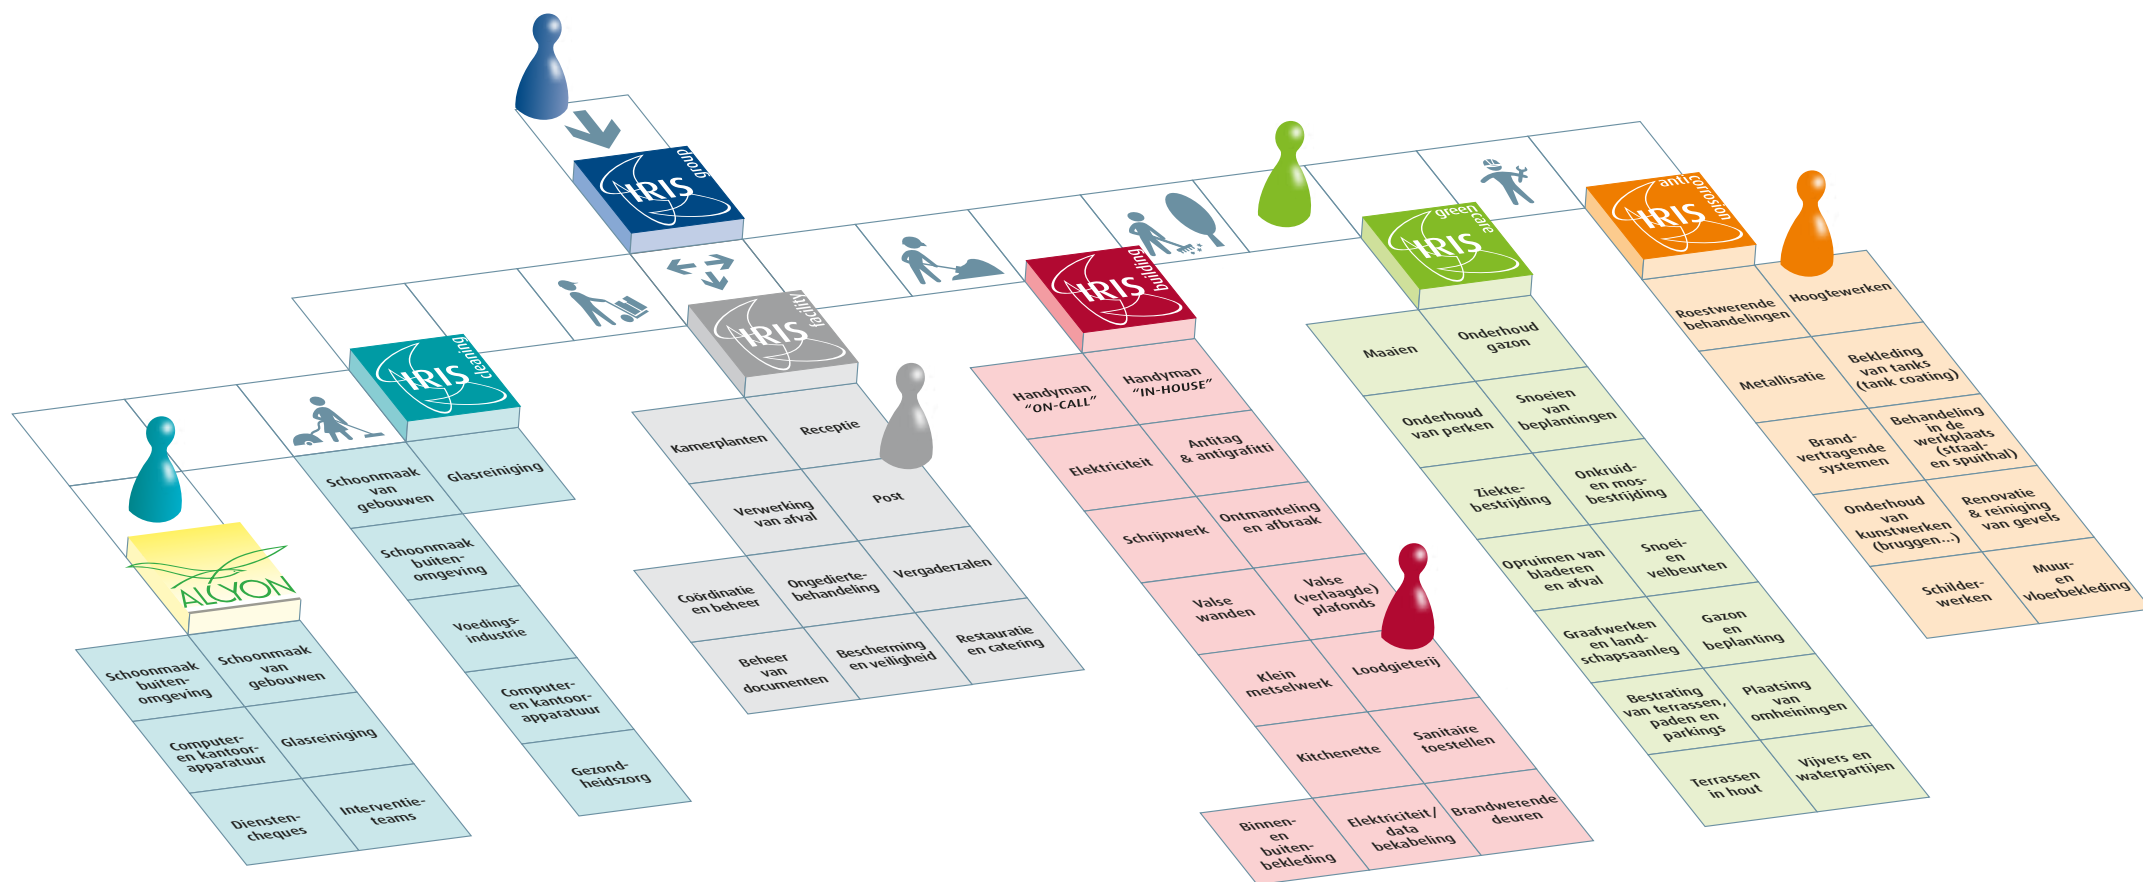 IRIS
group
IRIS
cleaning
Schoonmaak
van
gebouwen
Glasreiniging
Schoonmaak
buiten-
omgeving
Voedings-
industrie
Computer-
en kantoor-
apparatuur
Gezond-
heidszorg
ALCYON
Schoonmaak
buiten-
omgeving
Schoonmaak
van
gebouwen
Computer-
en kantoor-
apparatuur
Glasreiniging
Diensten-
cheques
Interventie-
teams
IRIS
facility
Kamerplanten
Receptie
Verwerking
van afval
Post
Coördinatie
en beheer
Ongedierte-
behandeling
Vergaderzalen
Beheer
van
documenten
Bescherming
en veiligheid
Restauratie
en catering
IRIS
building
Handyman
“ON-CALL”
Handyman
“IN-HOUSE”
Elektriciteit
Antitag
& antigrafitti
Schrijnwerk
Ontmanteling
en afbraak
Valse
wanden
Valse
(verlaagde)
plafonds
Klein
metselwerk
Loodgieterij
Kitchenette
Sanitaire
toestellen
Binnen-
en
buiten-
bekleding
Elektriciteit/
data
bekabeling
Brandwerende
deuren
IRIS
green
care
Maaien
Onderhoud
gazon
Onderhoud
van perken
Snoeien
van
beplantingen
Ziekte-
bestrijding
Onkruid-
en mos-
bestrijding
Opruimen van
bladeren
en afval
Snoei-
en
velbeurten
Graafwerken
en land-
schapsaanleg
Gazon
en
beplanting
Bestrating
van terrassen,
paden en
parkings
Plaatsing
van
omheiningen
Terrassen
in hout
Vijvers en
waterpartijen
IRIS
anti
corrosion
Roestwerende
behandelingen
Hoogtewerken
Metallisatie
Bekleding
van tanks
(tank coating)
Brand-
vertragende
systemen
Behandeling
in de
werkplaats
(straal-
en spuithal)
Onderhoud
van
kunstwerken
(bruggen...)
Renovatie
& reiniging
van gevels
Schilder-
werken
Muur-
en
vloerbekleding